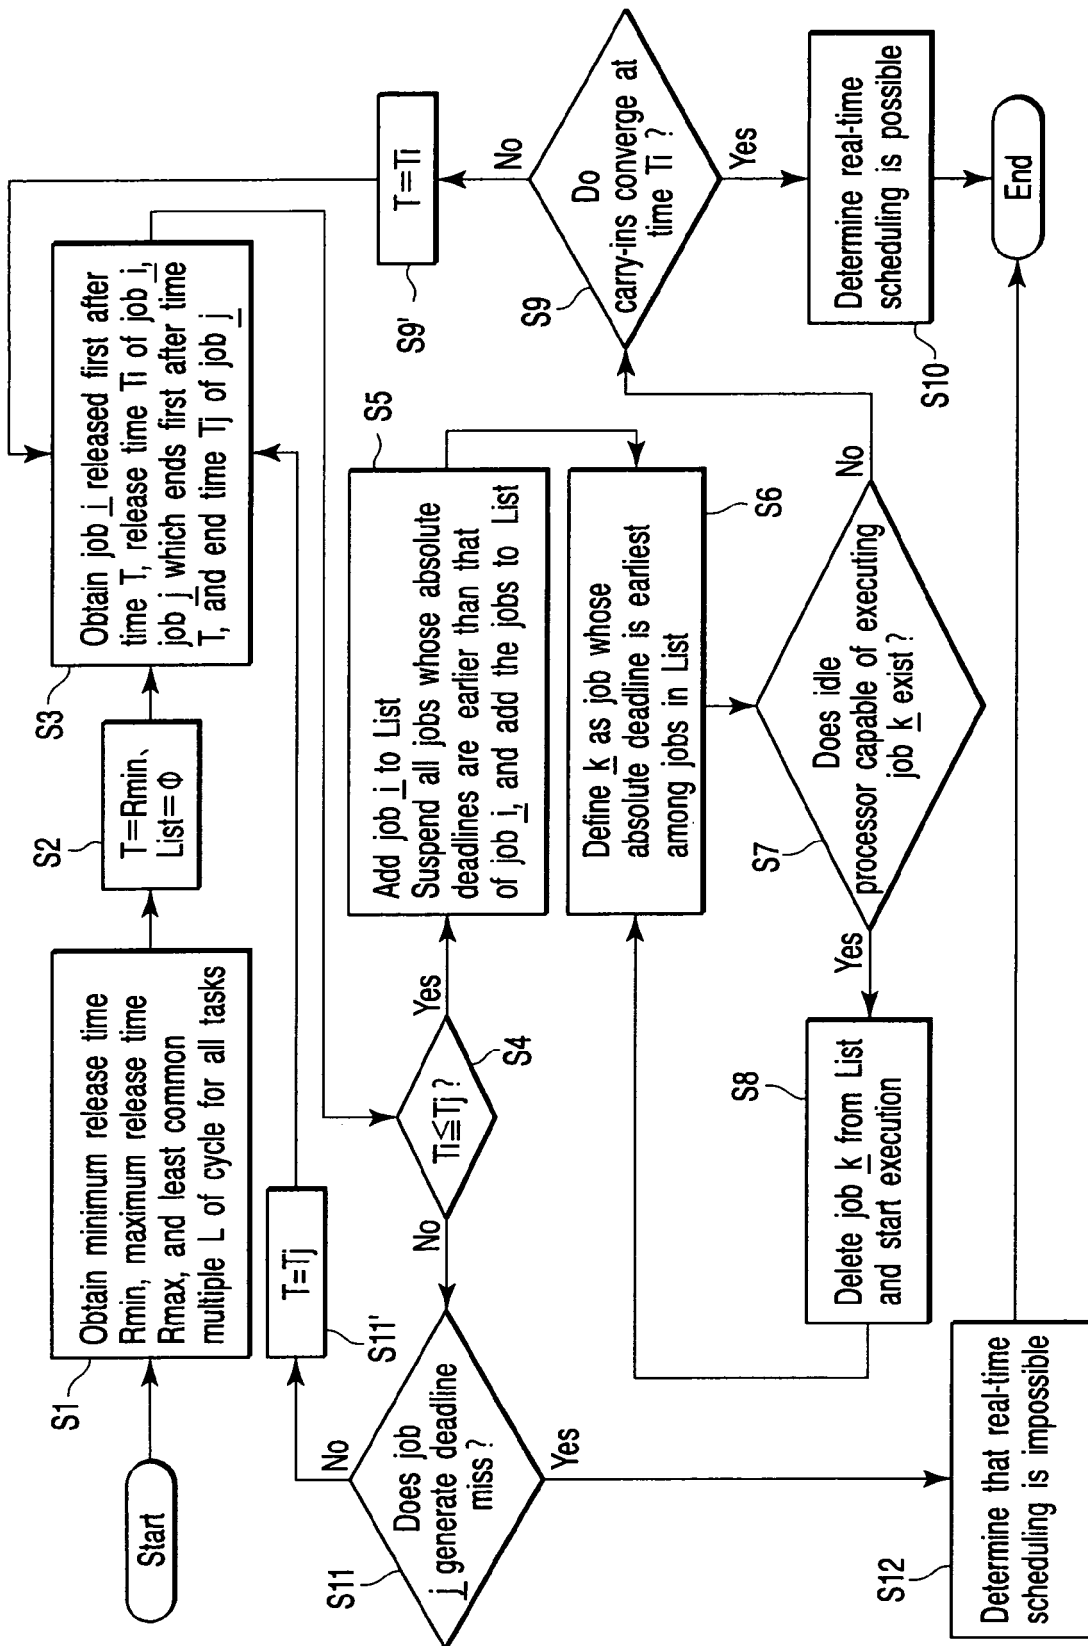 Start
S1
Obtain minimum release time
Rmin, maximum release time
Rmax, and least common
multiple L of cycle for all tasks
S2
T=Rmin、
List=Φ
S3
Obtain job i released first after
time T, release time Ti of job i,
job j which ends first after time
T, and end time Tj of job j
S11'
T=Tj
S9'
T=Ti
S4
Ti≦Tj ?
Yes
No
S5
Add job i to List
Suspend all jobs whose absolute
deadlines are earlier than that
of job i, and add the jobs to List
S6
Define k as job whose
absolute deadline is earliest
among jobs in List
S7
Does idle
processor capable of executing
job k exist ?
Yes
No
S8
Delete job k from List
and start execution
S9
Do
carry-ins converge at
time Ti ?
No
Yes
S10
Determine real-time
scheduling is possible
S11
Does job
j generate deadline
miss ?
No
Yes
S12
Determine that real-time
scheduling is impossible
End